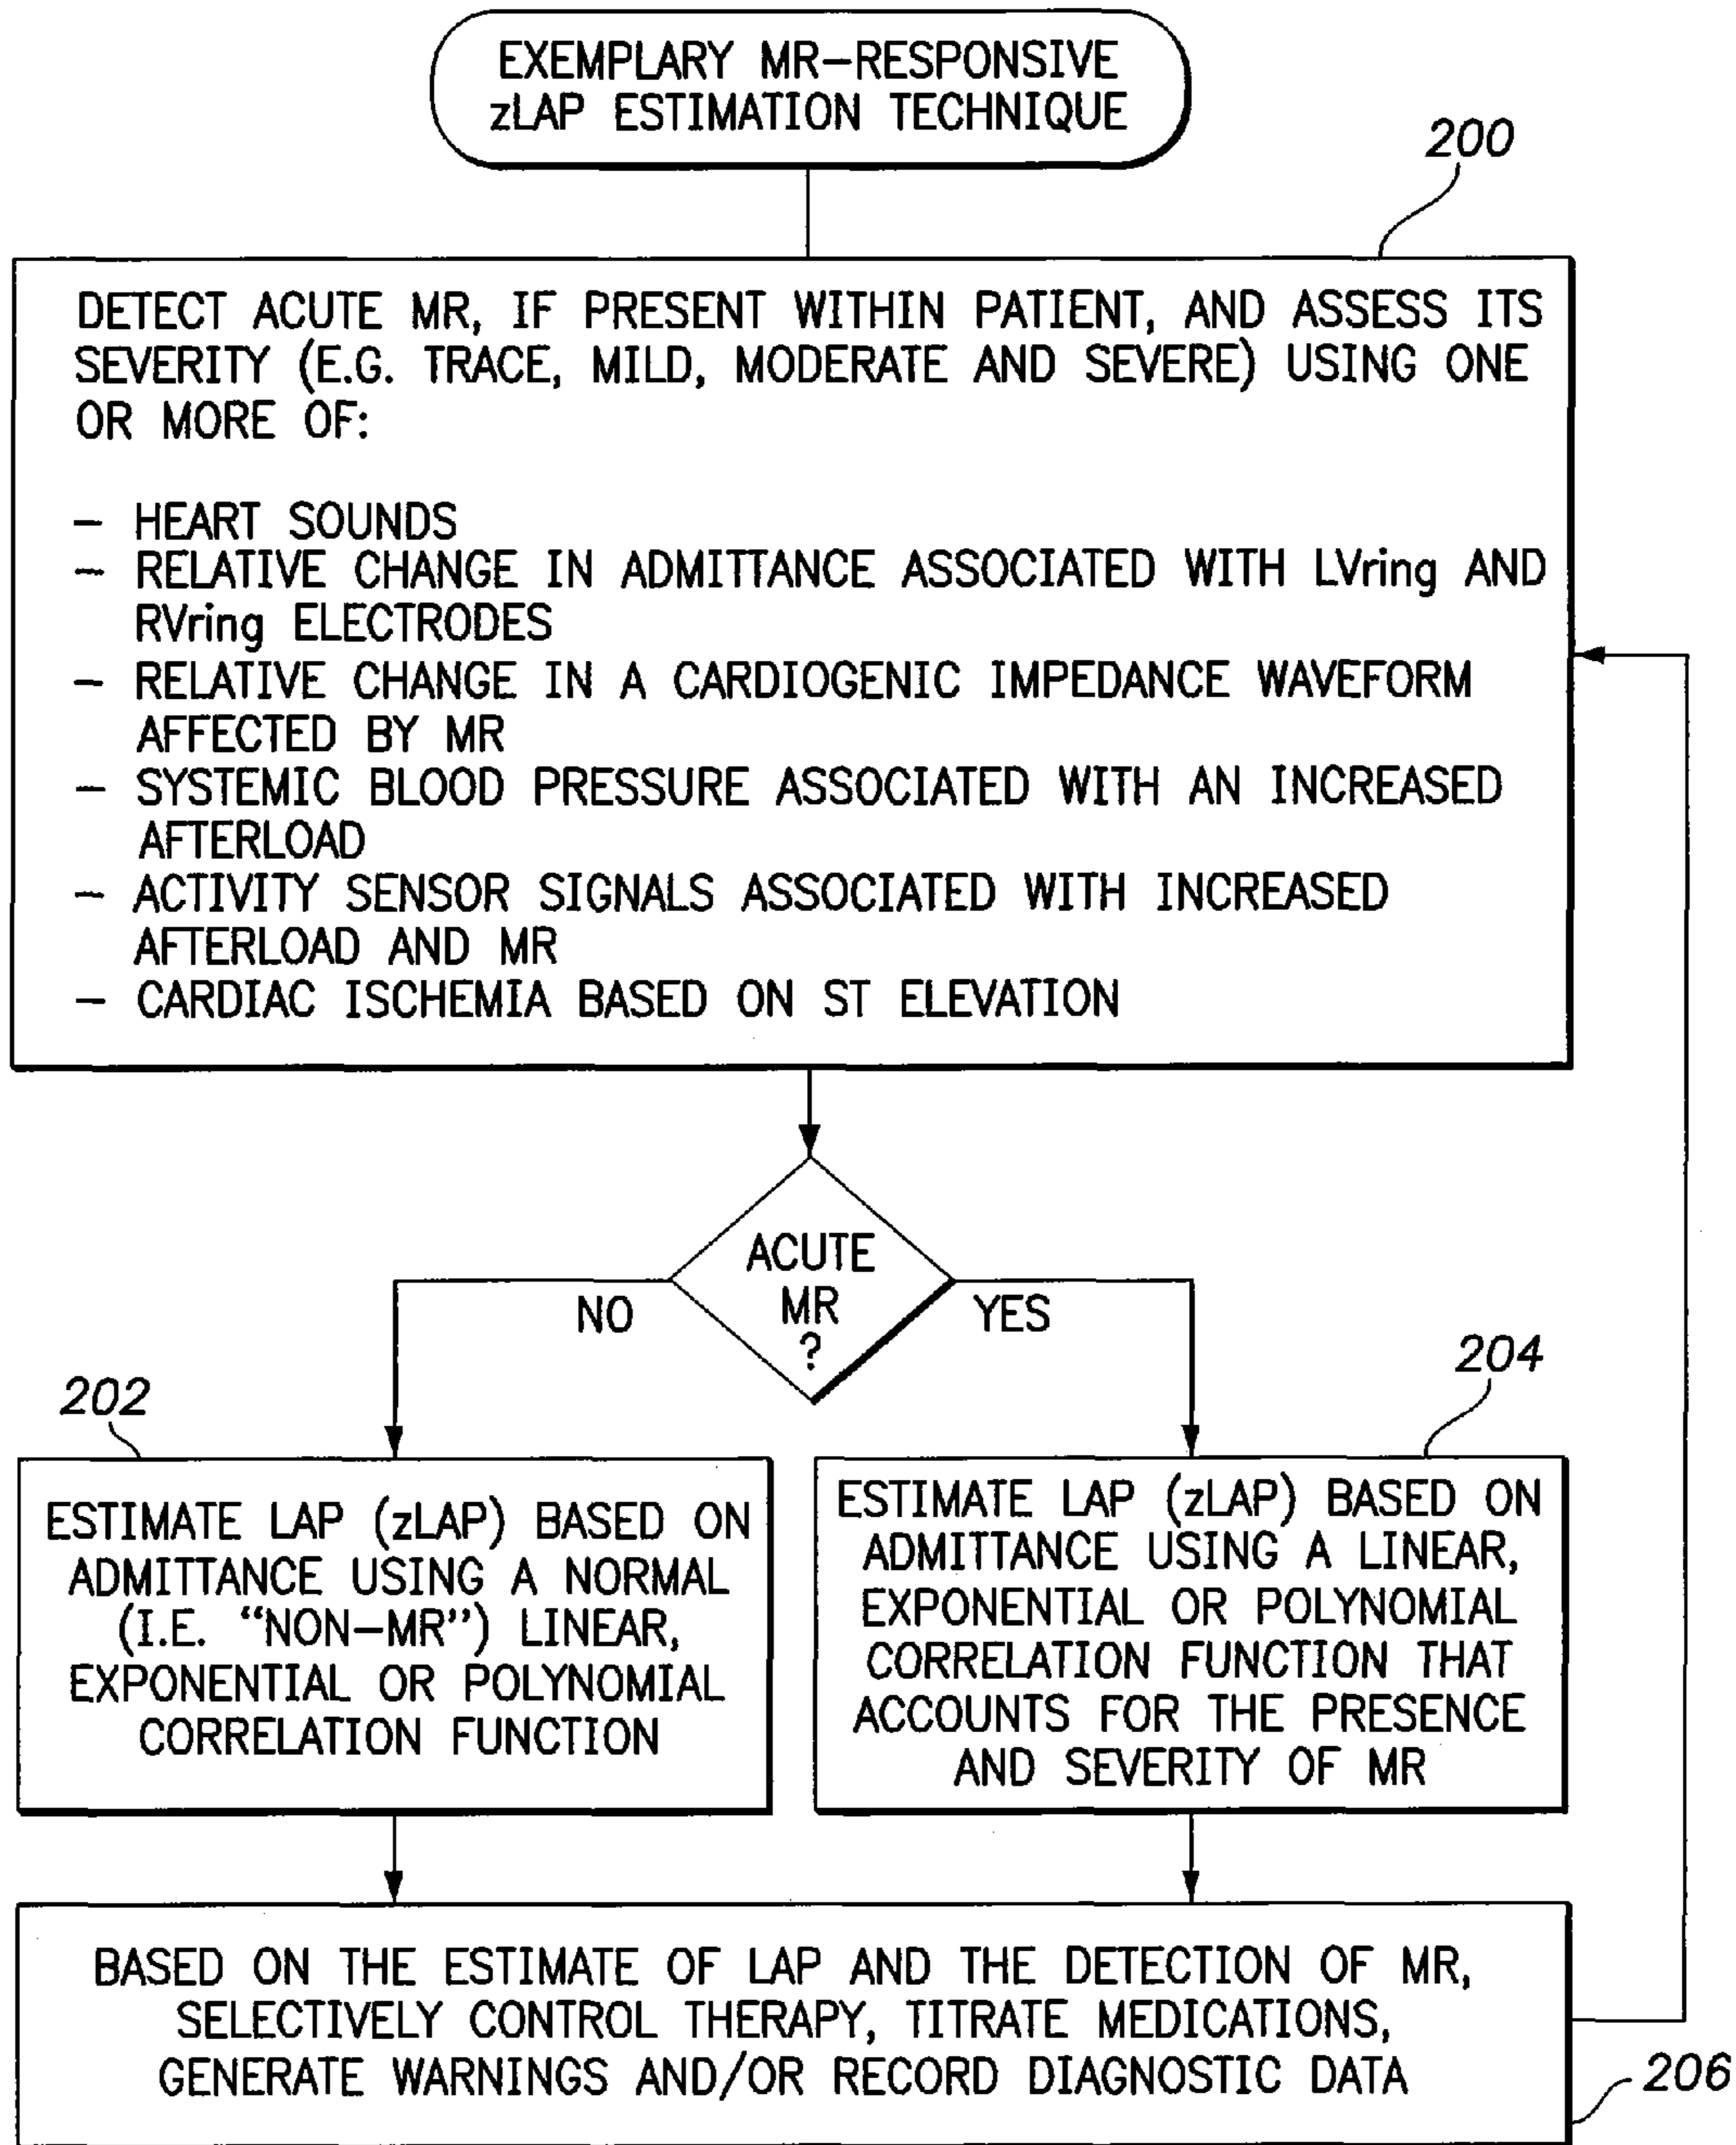 EXEMPLARY MR-RESPONSIVE
zLAP ESTIMATION TECHNIQUE
200
DETECT ACUTE MR, IF PRESENT WITHIN PATIENT, AND ASSESS ITS
SEVERITY (E.G. TRACE, MILD, MODERATE AND SEVERE) USING ONE
OR MORE OF:
- HEART SOUNDS
- RELATIVE CHANGE IN ADMITTANCE ASSOCIATED WITH LVring AND
RVring ELECTRODES
- RELATIVE CHANGE IN A CARDIOGENIC IMPEDANCE WAVEFORM
AFFECTED BY MR
- SYSTEMIC BLOOD PRESSURE ASSOCIATED WITH AN INCREASED
AFTERLOAD
- ACTIVITY SENSOR SIGNALS ASSOCIATED WITH INCREASED
AFTERLOAD AND MR
- CARDIAC ISCHEMIA BASED ON ST ELEVATION
ACUTE
MR
?
NO
YES
202
ESTIMATE LAP (zLAP) BASED ON
ADMITTANCE USING A NORMAL
(I.E. “NON-MR”) LINEAR,
EXPONENTIAL OR POLYNOMIAL
CORRELATION FUNCTION
204
ESTIMATE LAP (zLAP) BASED ON
ADMITTANCE USING A LINEAR,
EXPONENTIAL OR POLYNOMIAL
CORRELATION FUNCTION THAT
ACCOUNTS FOR THE PRESENCE
AND SEVERITY OF MR
BASED ON THE ESTIMATE OF LAP AND THE DETECTION OF MR,
SELECTIVELY CONTROL THERAPY, TITRATE MEDICATIONS,
GENERATE WARNINGS AND/OR RECORD DIAGNOSTIC DATA
206